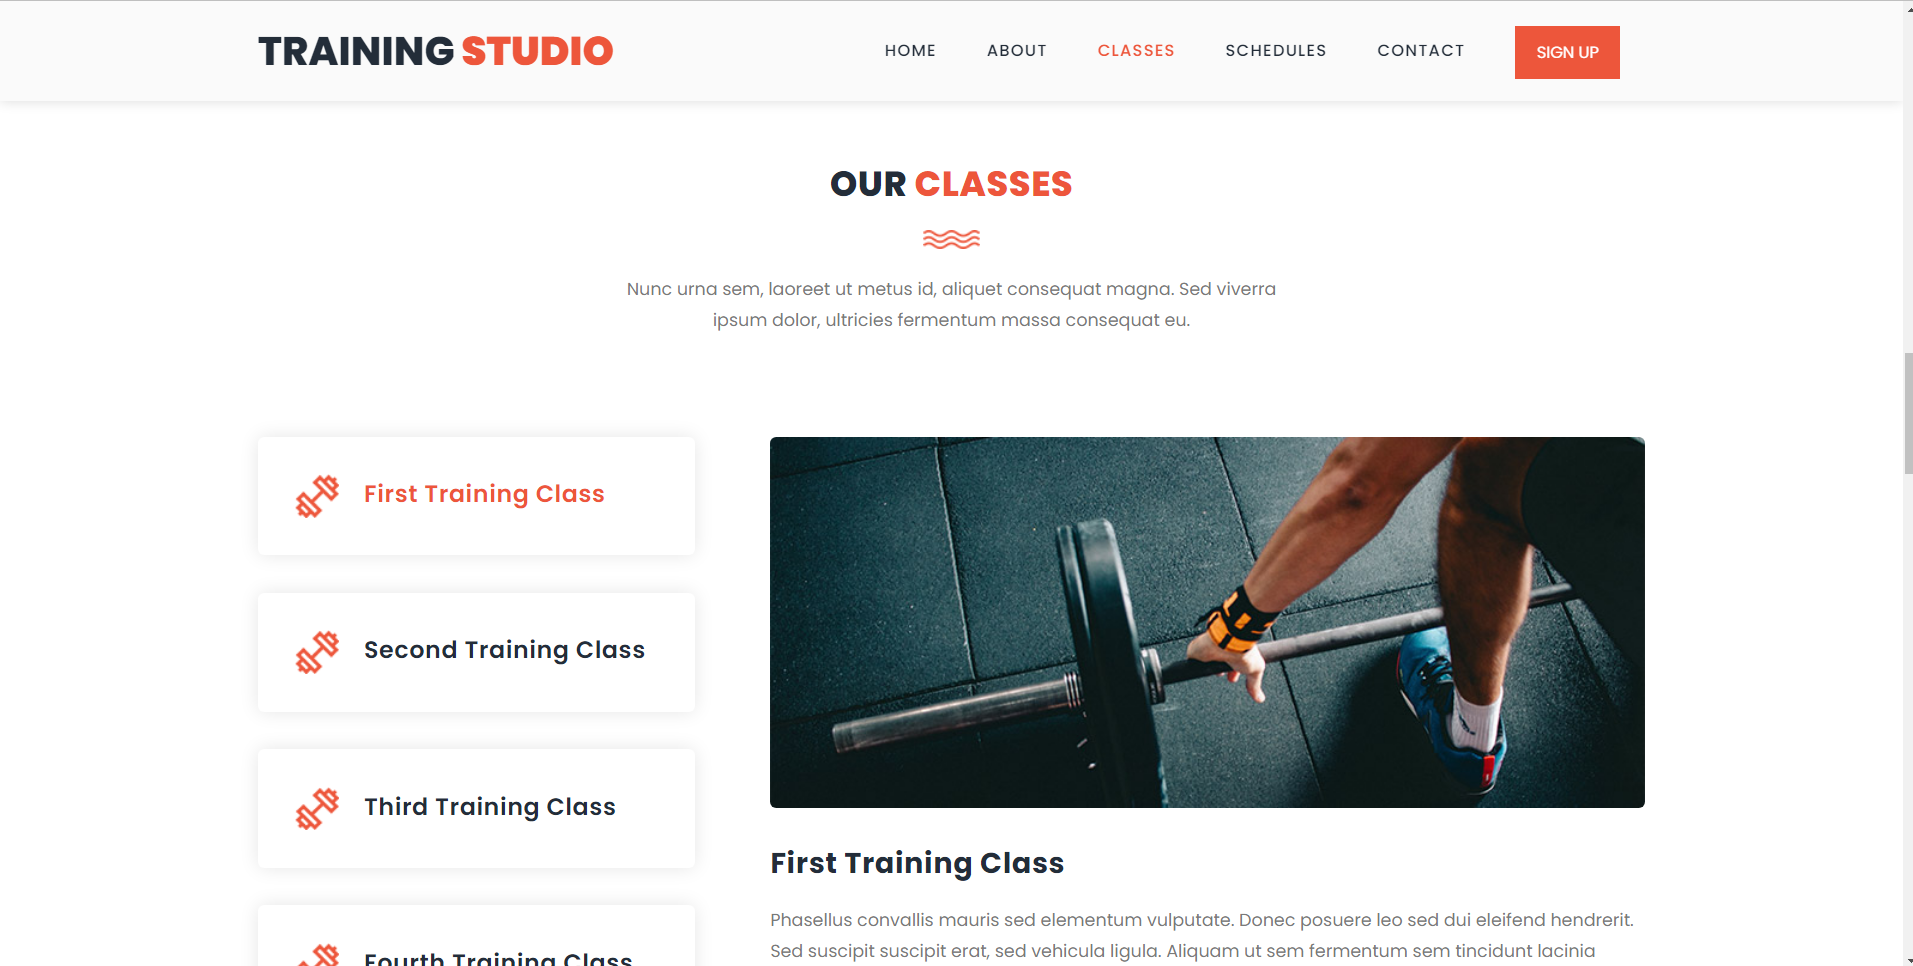 TRAINING STUDIO
HOME
ABOUT
CLASSES
SCHEDULES
CONTACT
SIGN UP
OUR CLASSES
Nunc urna sem, laoreet ut metus id, aliquet consequat magna. Sed viverra
ipsum dolor, ultricies fermentum massa consequat eu.
First Training Class
Second Training Class
Third Training Class
Fourth Training Class
First Training Class
Phasellus convallis mauris sed elementum vulputate. Donec posuere leo sed dui eleifend hendrerit.
Sed suscipit suscipit erat, sed vehicula ligula. Aliquam ut sem fermentum sem tincidunt lacinia